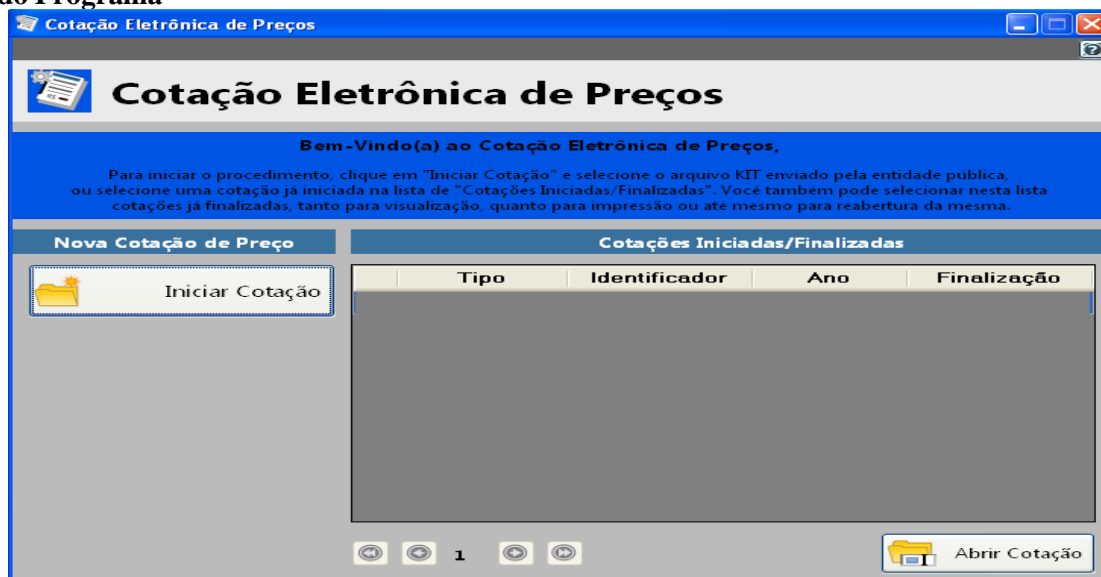 do Programa
Cotação Eletrônica de Preços
Cotação Eletrônica de Preços
Bem-Vindo(a) ao Cotação Eletrônica de Preços,
Para iniciar o procedimento, clique em "Iniciar Cotação" e selecione o arquivo KIT enviado pela entidade pública,
ou selecione uma cotação já iniciada na lista de "Cotações Iniciadas/Finalizadas". Você também pode selecionar nesta lista
cotações já finalizadas, tanto para visualização, quanto para impressão ou até mesmo para reabertura da mesma.
Nova Cotação de Preço
Cotações Iniciadas/Finalizadas
Iniciar Cotação
Tipo Identificador Ano Finalização
1
Abrir Cotação